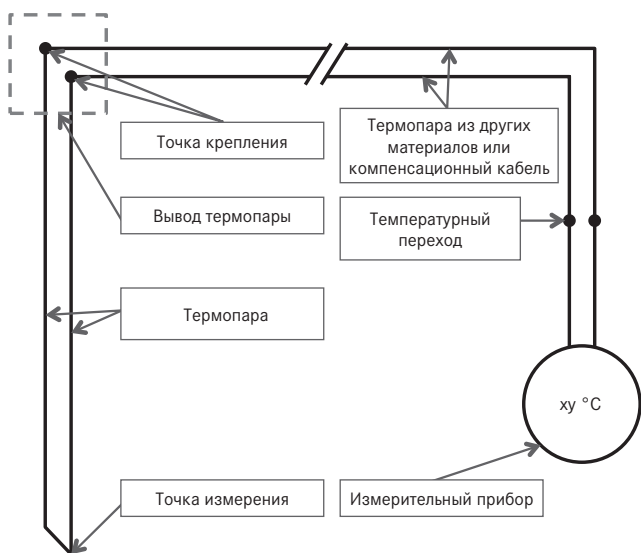 Точка крепления
Термопара из других
материалов или
компенсационный кабель
Вывод термопары
Температурный
переход
Термопара
xy °C
Точка измерения
Измерительный прибор